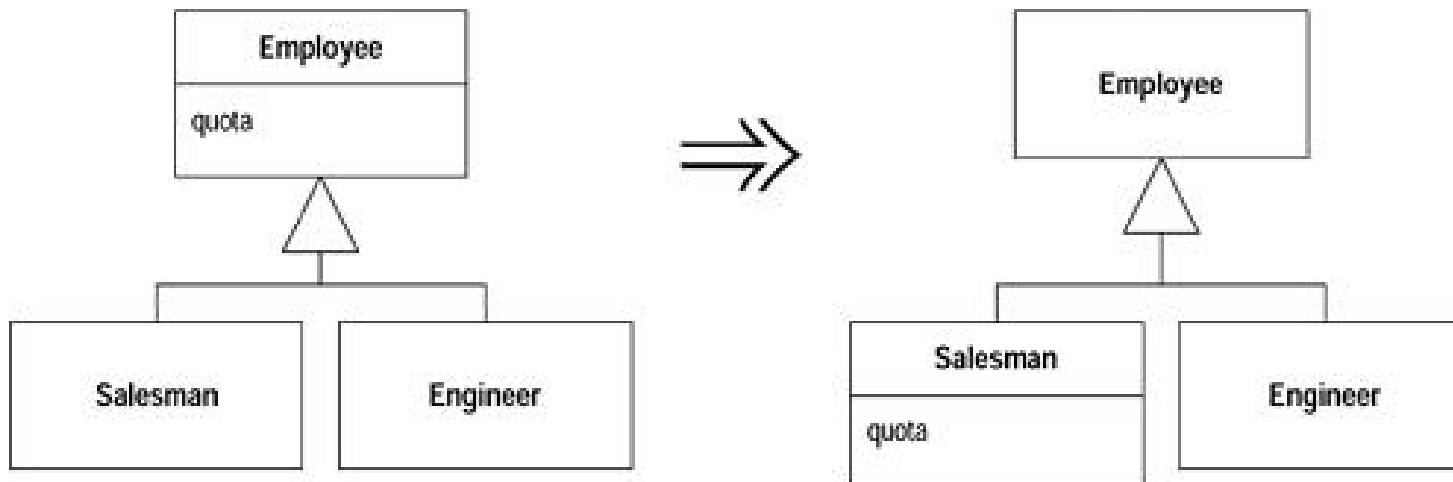 Employee
quota
Salesman
Engineer
Employee
Salesman
quota
Engineer